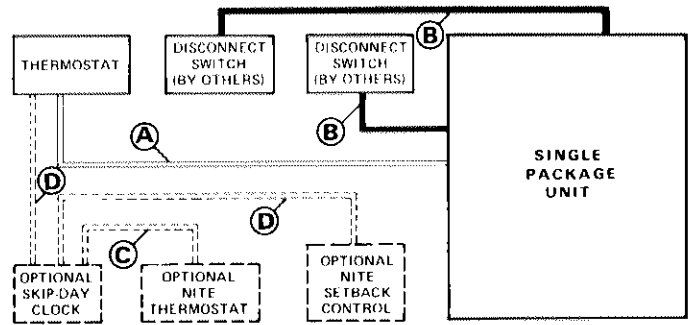 B
THERMOSTAT
DISCONNECT
SWITCH
(BY OTHERS)
DISCONNECT
SWITCH
(BY OTHERS)
B
A
SINGLE
PACKAGE
UNIT
D
D
C
OPTIONAL
SKIP-DAY
CLOCK
OPTIONAL
NITE
THERMOSTAT
OPTIONAL
NITE
SETBACK
CONTROL